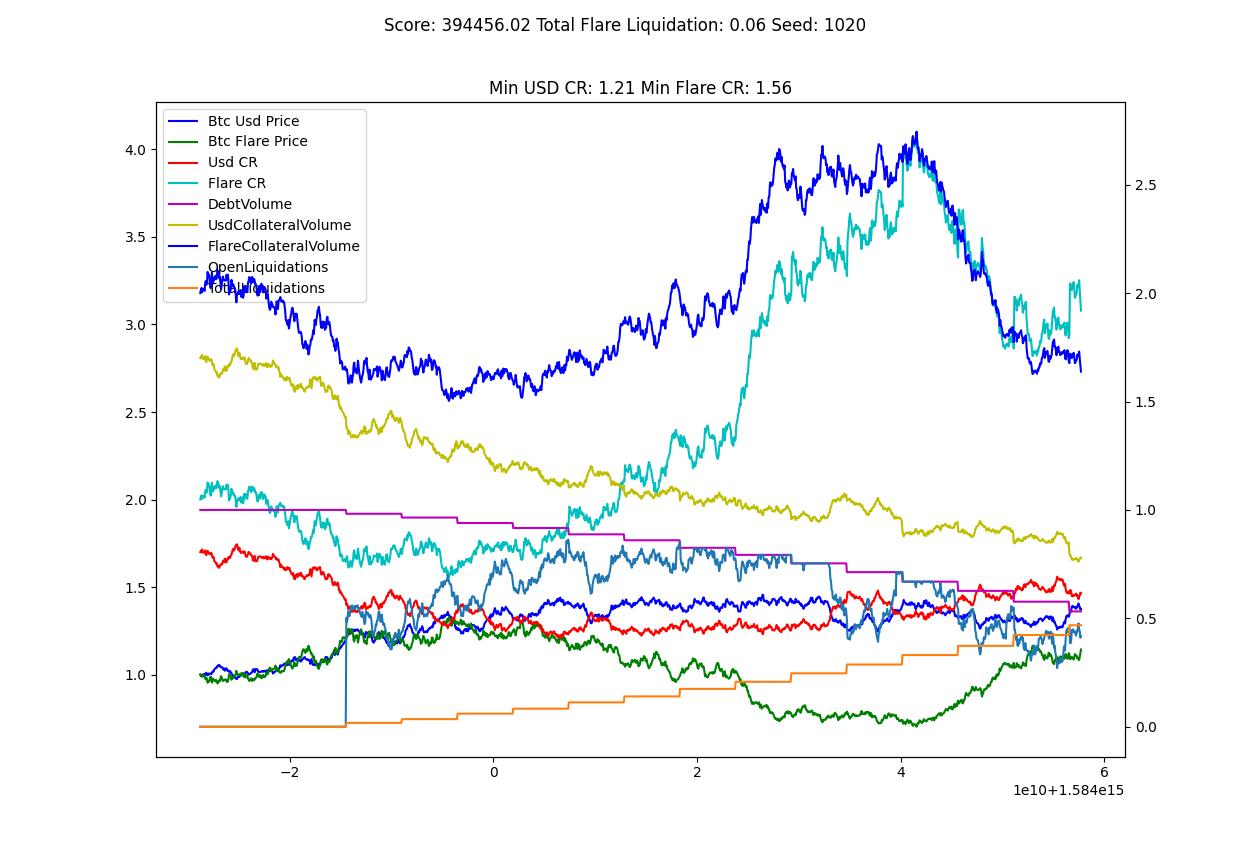 Score: 394456.02 Total Flare Liquidation: 0.06 Seed: 1020
Min USD CR: 1.21 Min Flare CR: 1.56
Btc Usd Price
Btc Flare Price
Usd CR
Flare CR
DebtVolume
UsdCollateralVolume
FlareCollateralVolume
OpenLiquidations
TotalLiquidations
4.0
3.5
3.0
2.5
2.0
1.5
1.0
2.5
2.0
1.5
1.0
0.5
0.0
−2 0 2 4 6
1e10+1.584e15